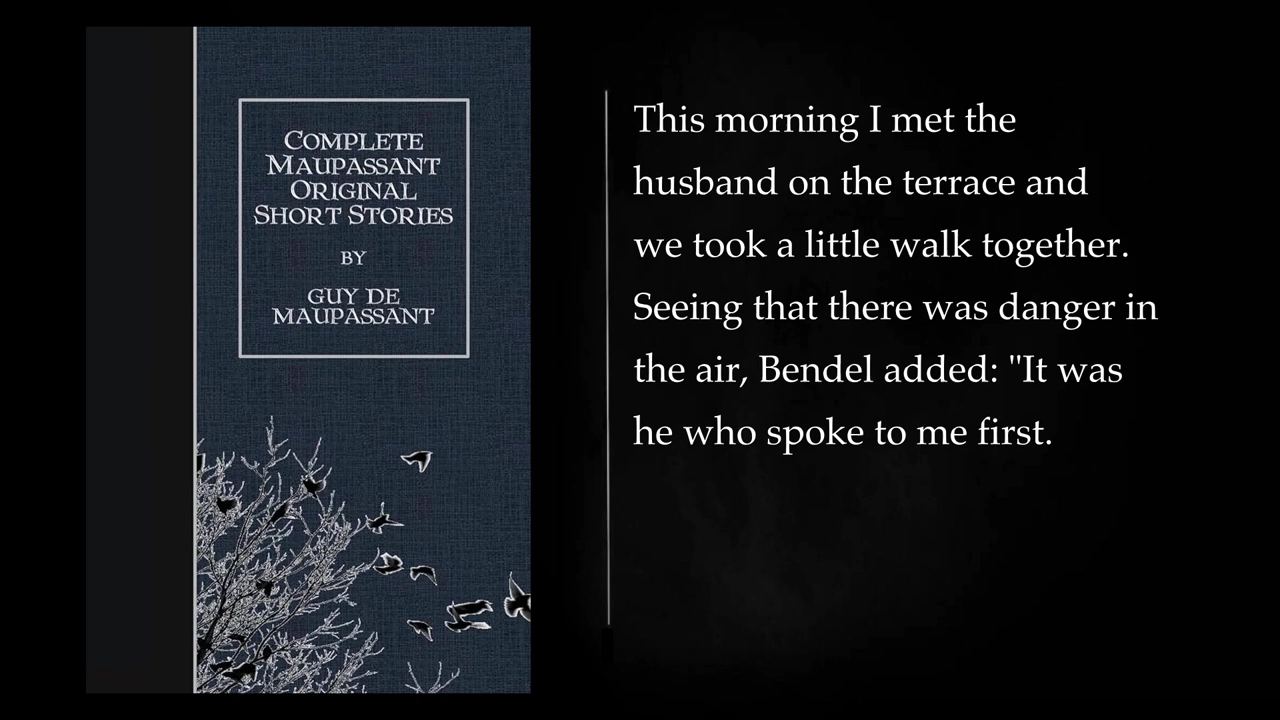 COMPLETE
MAUPASSANT
ORIGINAL
SHORT STORIES
BY
GUY DE
MAUPASSANT
This morning I met the
husband on the terrace and
we took a little walk together.
Seeing that there was danger in
the air, Bendel added: "It was
he who spoke to me first.